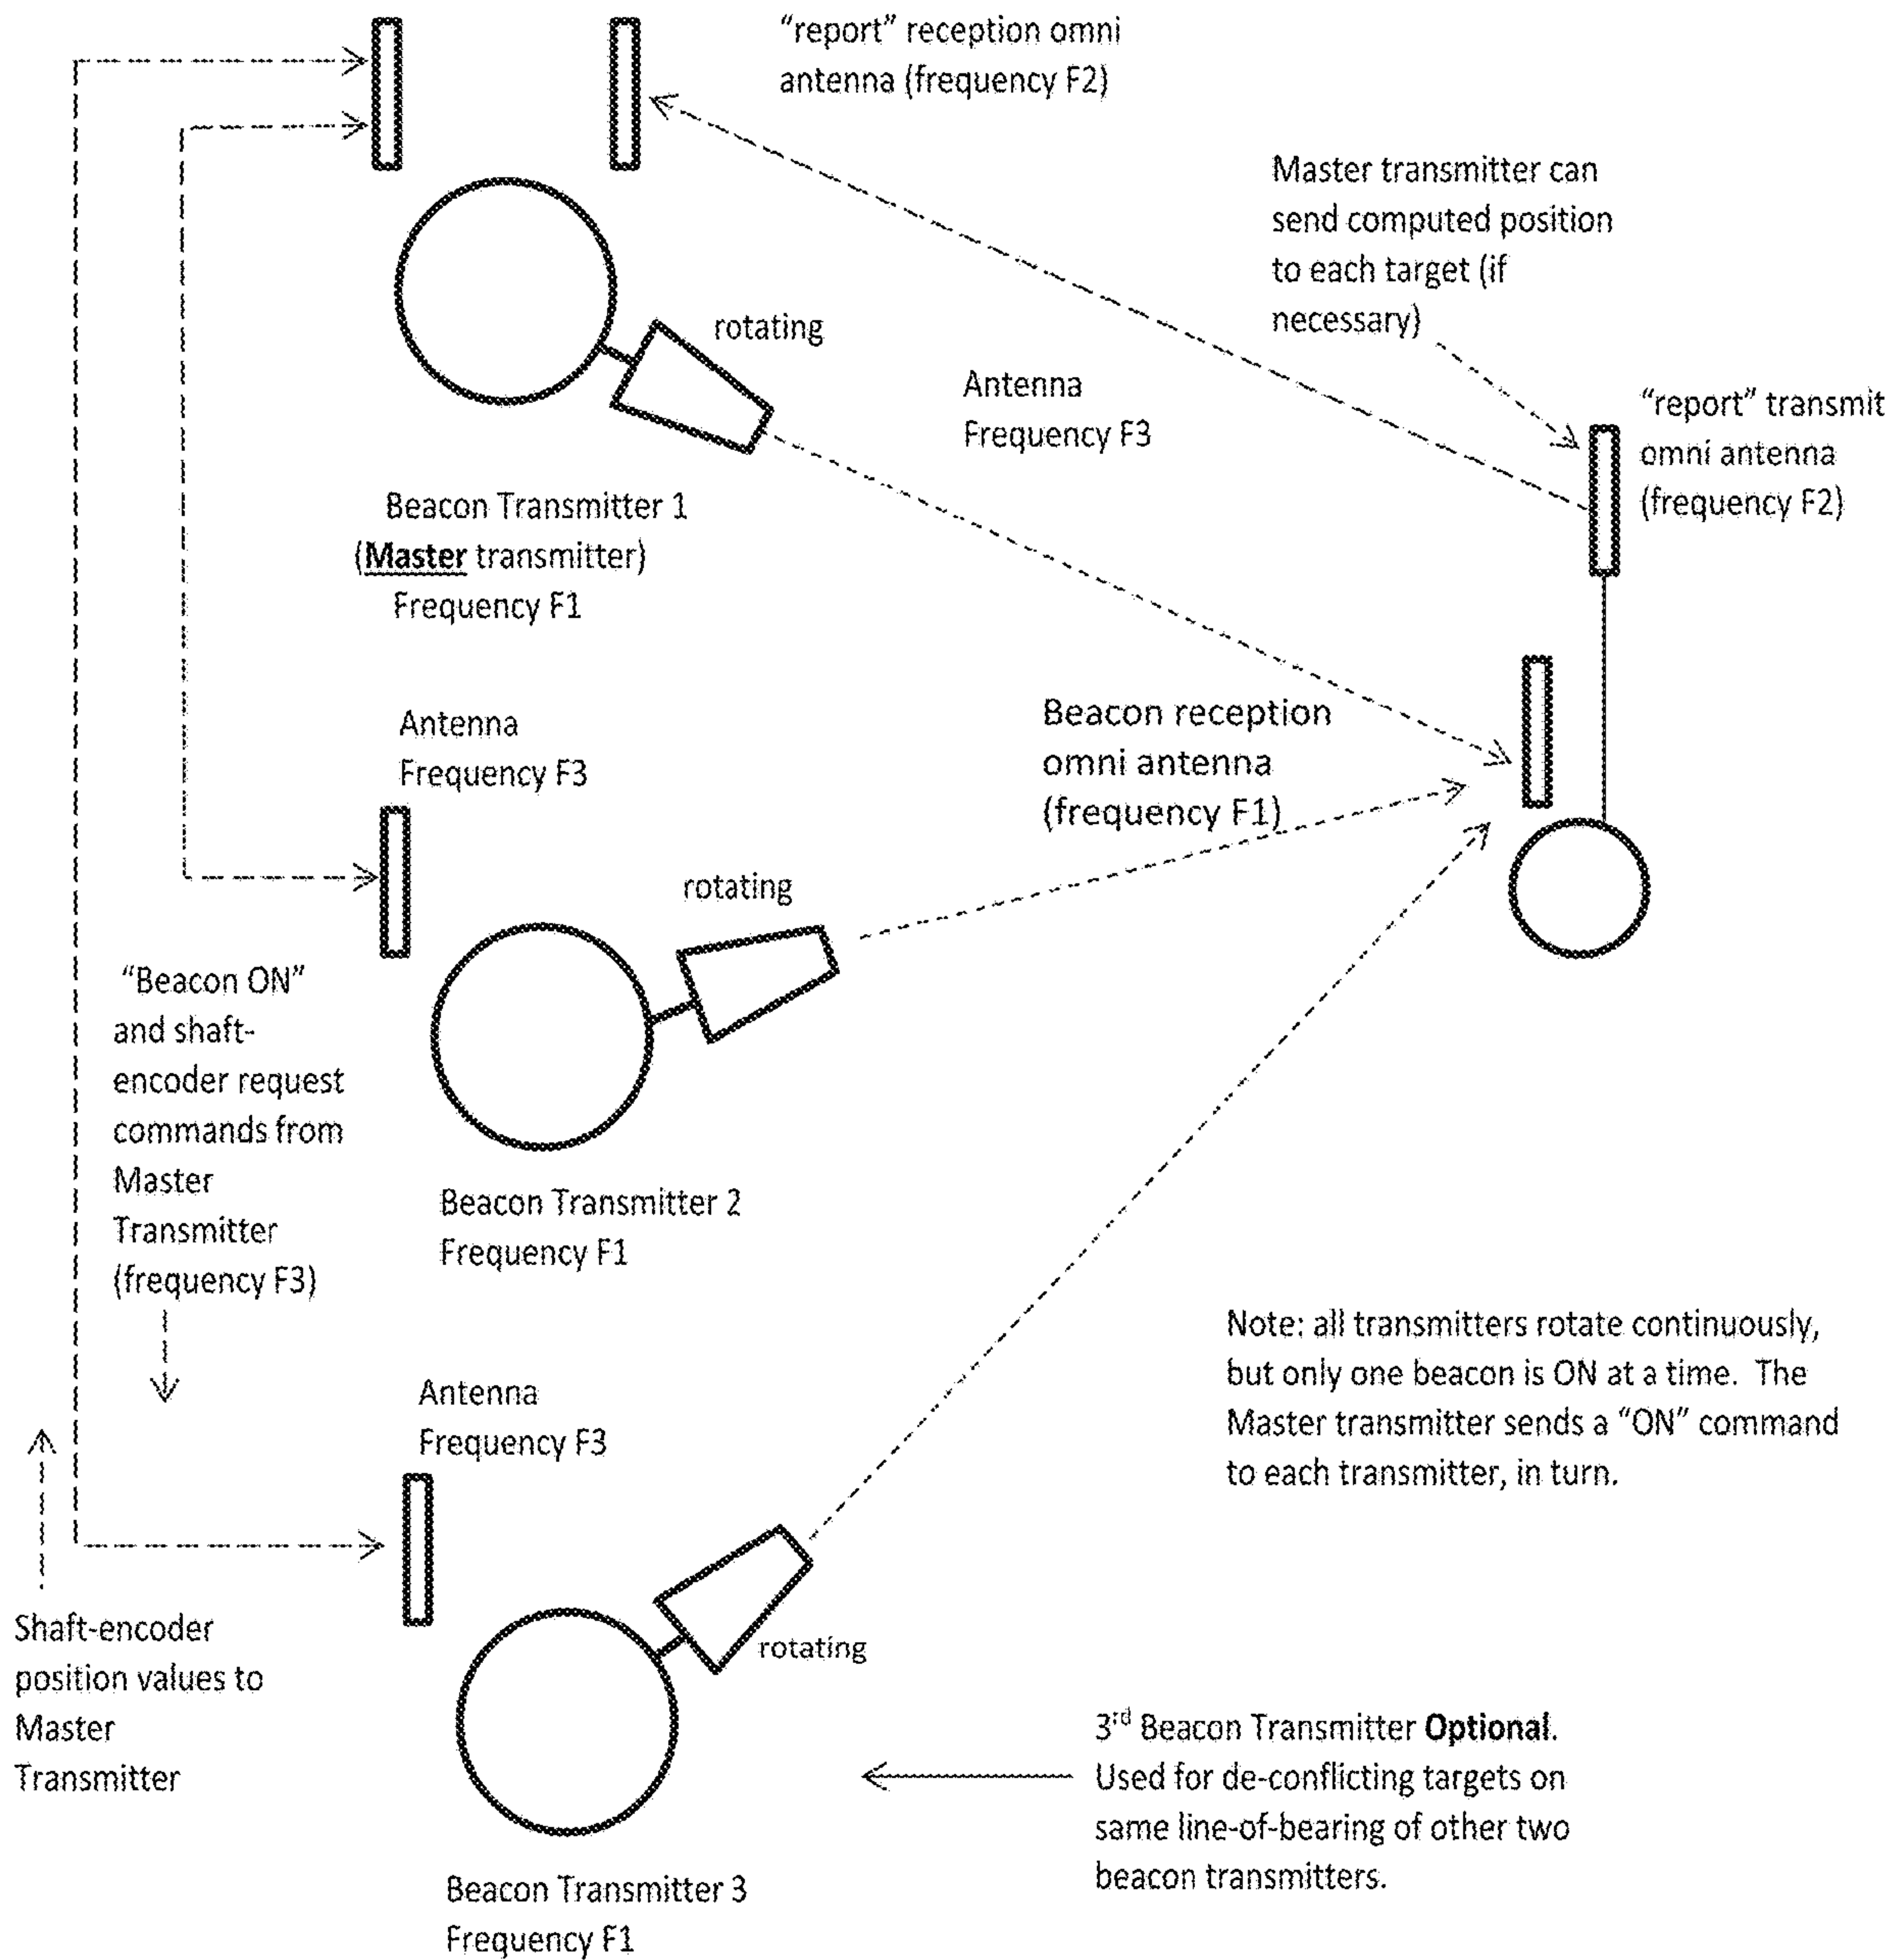 “report” reception omni
antenna (frequency F2)
Master transmitter can
send computed position
to each target (if
necessary)
rotating
Antenna
Frequency F3
“report” transmit
omni antenna
(frequency F2)
Beacon Transmitter 1
(Master transmitter)
Frequency F1
Antenna
Frequency F3
Beacon reception
omni antenna
(frequency F1)
rotating
“Beacon ON”
and shaft-
encoder request
commands from
Master
Transmitter
(frequency F3)
Beacon Transmitter 2
Frequency F1
Note: all transmitters rotate continuously,
but only one beacon is ON at a time. The
Master transmitter sends a “ON” command
to each transmitter, in turn.
Antenna
Frequency F3
Shaft-encoder
position values to
Master
Transmitter
rotating
3rd Beacon Transmitter Optional.
Used for de-conflicting targets on
same line-of-bearing of other two
beacon transmitters.
Beacon Transmitter 3
Frequency F1